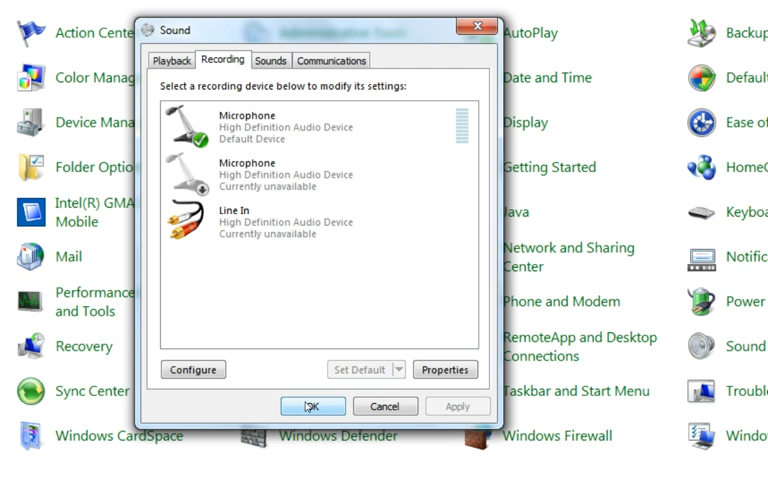 Sound
Playback
Recording
Sounds
Communications
Select a recording device below to modify its settings:
Microphone
High Definition Audio Device
Default Device
Microphone
High Definition Audio Device
Currently unavailable
Line In
High Definition Audio Device
Currently unavailable
Configure
Set Default
Properties
OK
Cancel
Apply
Action Cente
Color Manag
Device Mana
Folder Optio
Intel(R) GMA
Mobile
Mail
Performance
and Tools
Recovery
Sync Center
Windows CardSpace
Windows Defender
AutoPlay
Date and Time
Display
Getting Started
Java
Network and Sharing
Center
Phone and Modem
RemoteApp and Desktop
Connections
Taskbar and Start Menu
Windows Firewall
Backup
Default
Ease of
HomeG
Keyboa
Notific
Power
Sound
Troubl
Windo